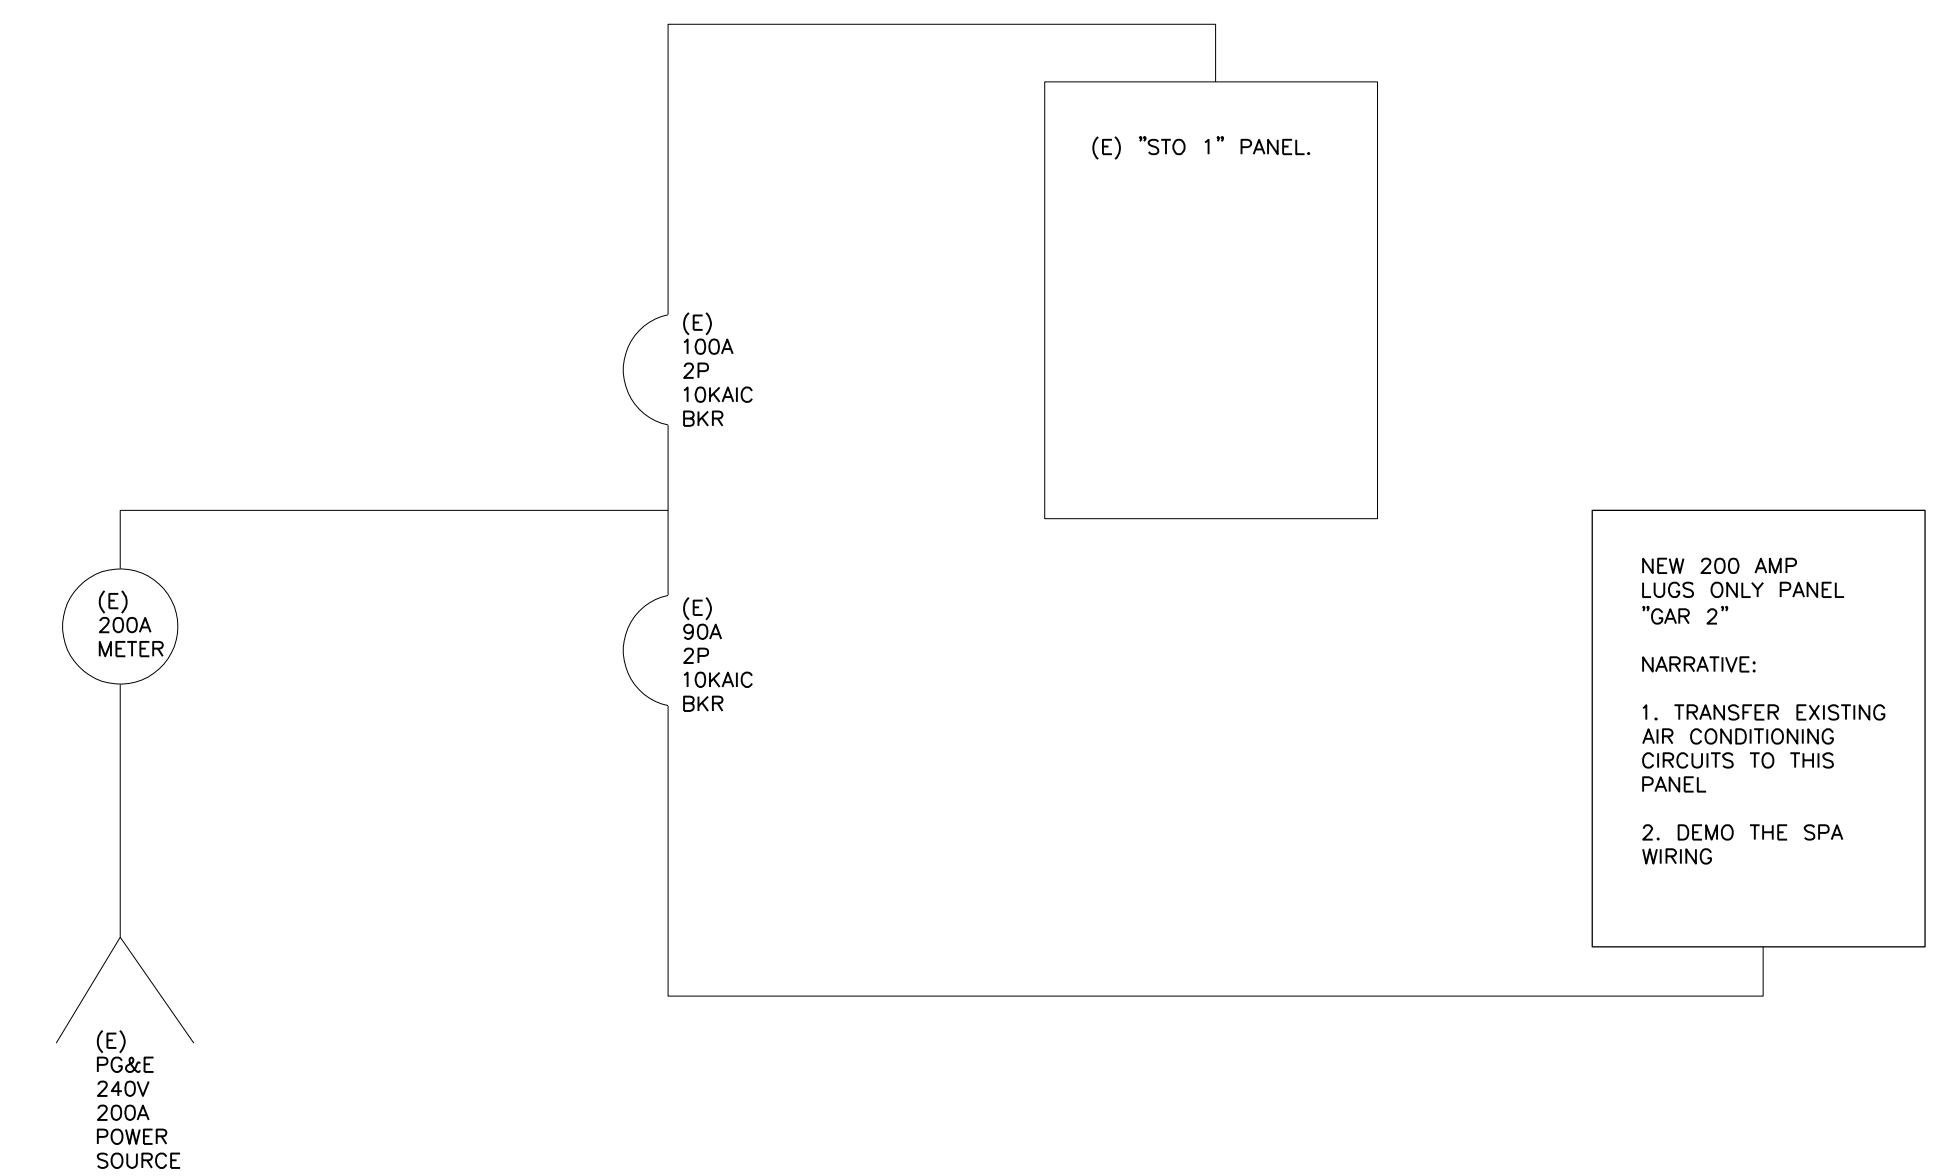 (E) "STO 1" PANEL.
(E)
100A
2P
10KAIC
BKR
(E)
200A
METER
(E)
90A
2P
10KAIC
BKR
NEW 200 AMP
LUGS ONLY PANEL
"GAR 2"
NARRATIVE:
1. TRANSFER EXISTING
AIR CONDITIONING
CIRCUITS TO THIS
PANEL
2. DEMO THE SPA
WIRING
(E)
PG&E
240V
200A
POWER
SOURCE